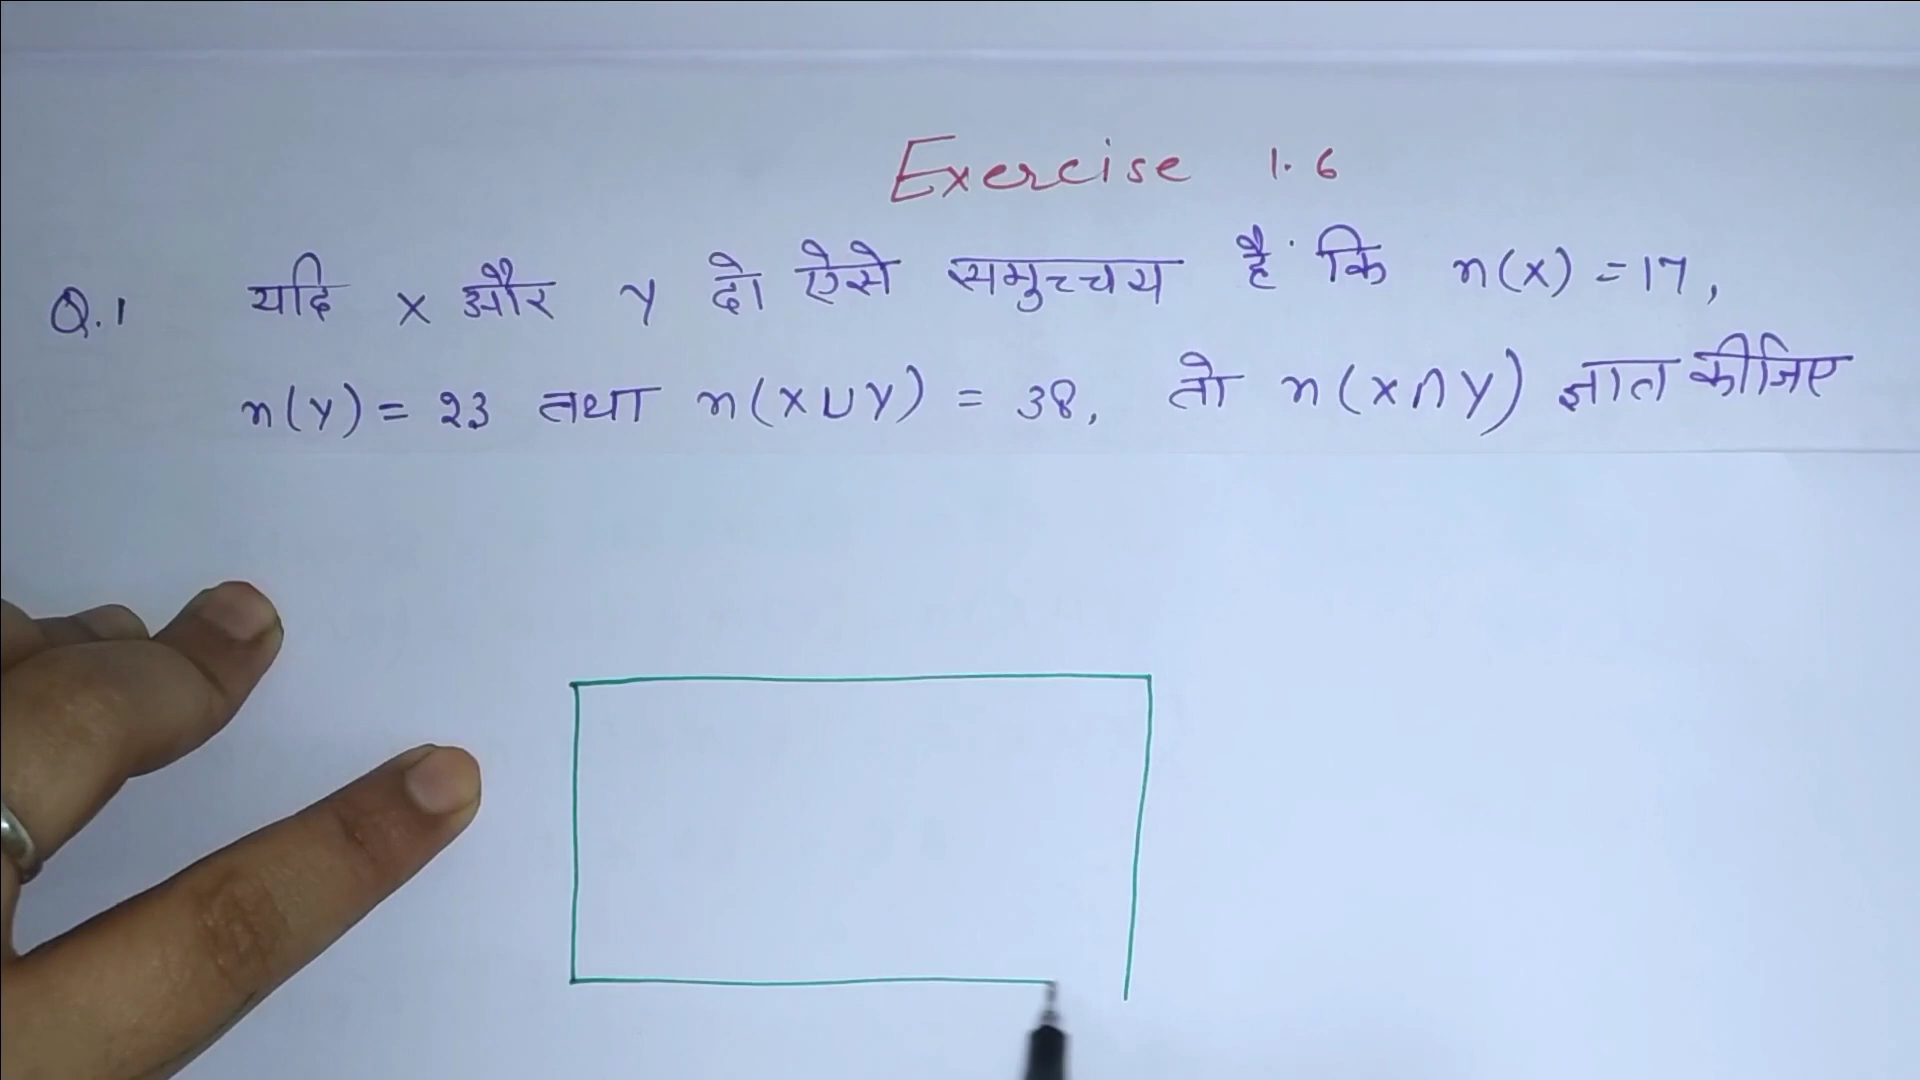 Exercise 1.6
Q.1 यदि X और Y दो ऐसे समुच्चय हैं कि n(X) = 17,
n(Y) = 23 तथा n(X∪Y) = 38, तो n(X∩Y) ज्ञात कीजिए